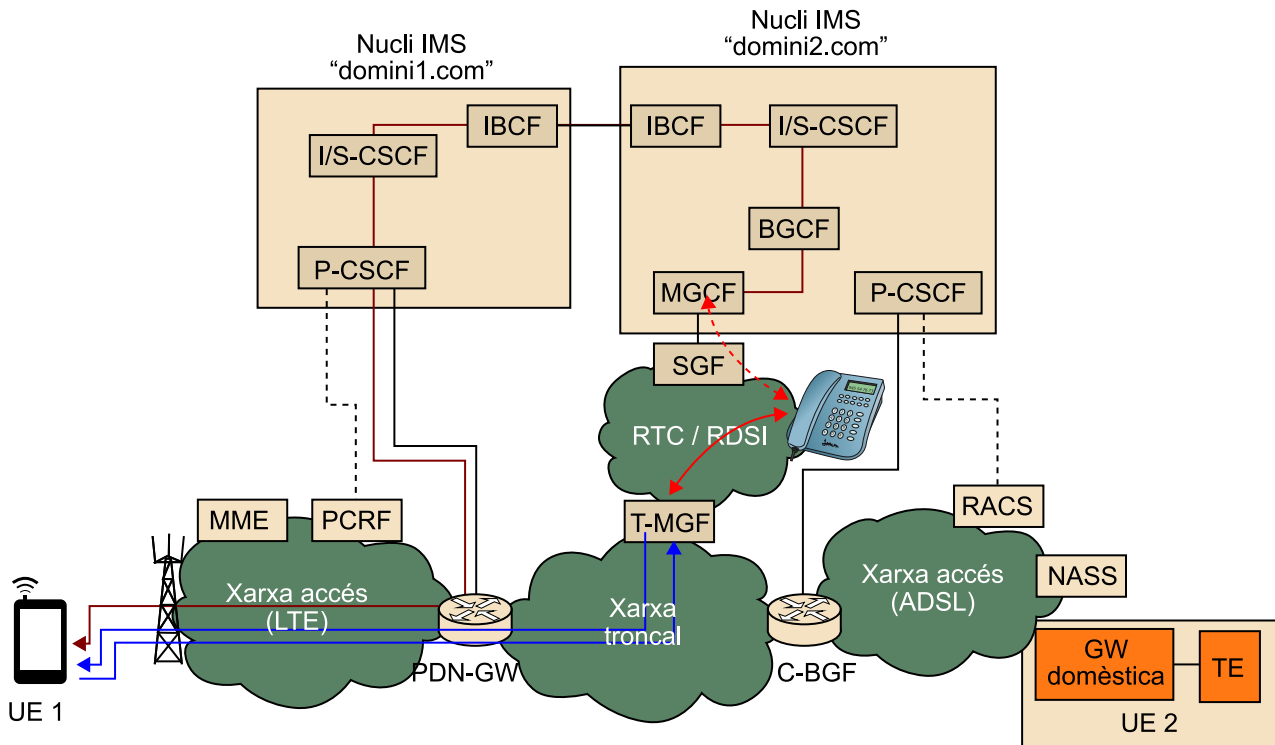 Nucli IMS
“domini1.com”
Nucli IMS
“domini2.com”
IBCF
I/S-CSCF
P-CSCF
IBCF
I/S-CSCF
BGCF
MGCF
P-CSCF
SGF
RTC / RDSI
T-MGF
MME
PCRF
Xarxa accés
(LTE)
Xarxa
troncal
Xarxa accés
(ADSL)
RACS
NASS
PDN-GW
C-BGF
UE 1
GW
domèstica
TE
UE 2